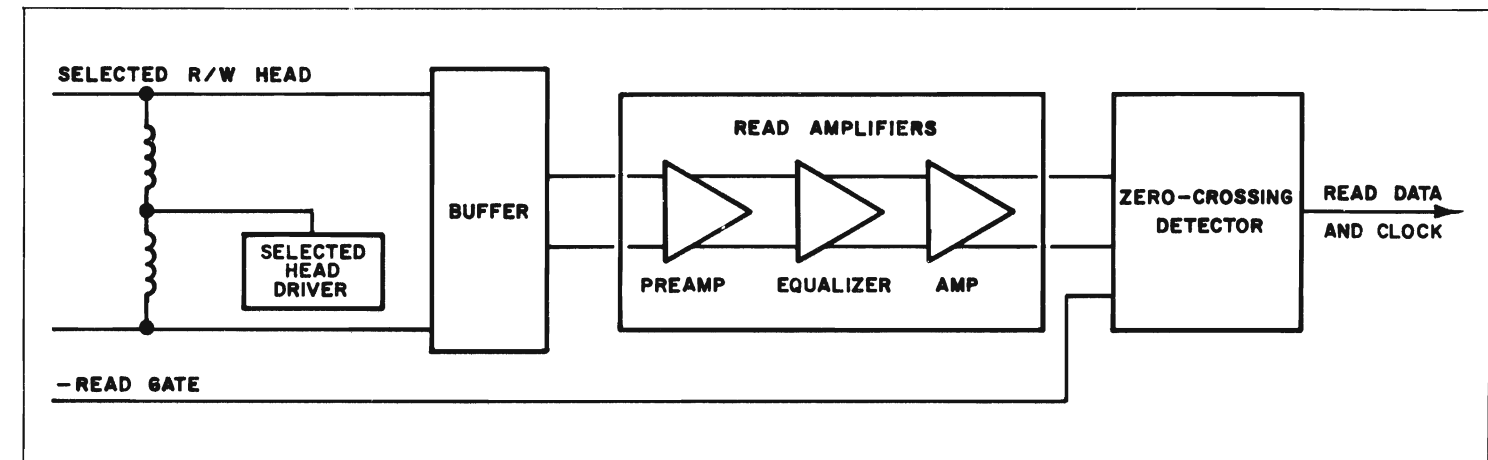 SELECTED R/W HEAD
READ AMPLIFIERS
BUFFER
ZERO-CROSSING
DETECTOR
READ DATA
AND CLOCK
SELECTED
HEAD
DRIVER
PREAMP
EQUALIZER
AMP
-READ GATE